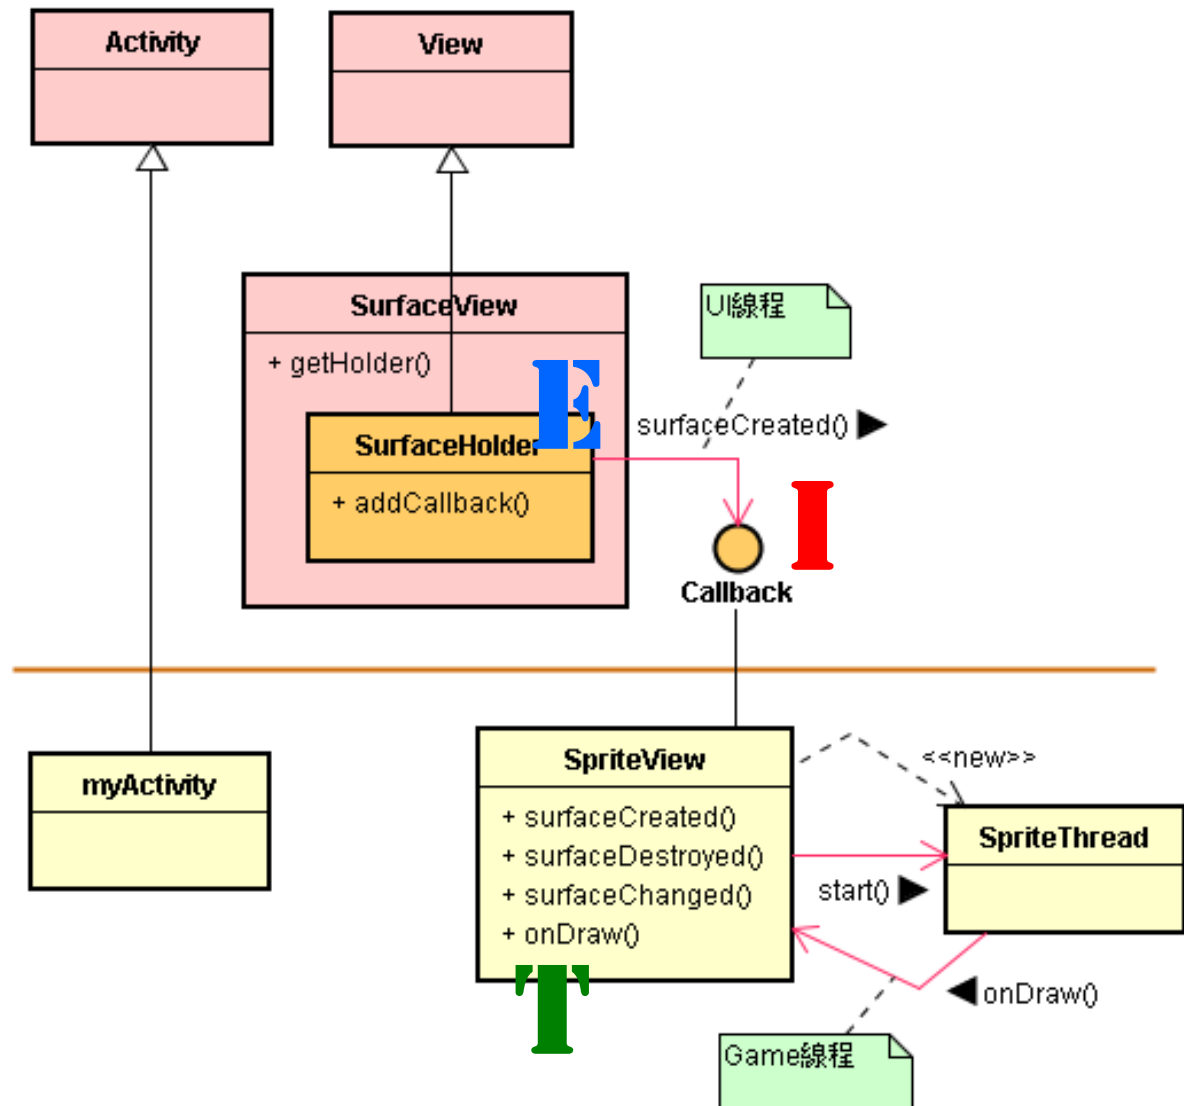 Activity
View
SurfaceView
+ getHolder()
UI線程
E
surfaceCreated() ▶
SurfaceHolder
+ addCallback()
I
Callback
myActivity
SpriteView
+ surfaceCreated()
+ surfaceDestroyed()
+ surfaceChanged()
+ onDraw()
<<new>>
SpriteThread
start() ▶
◀ onDraw()
T
Game線程